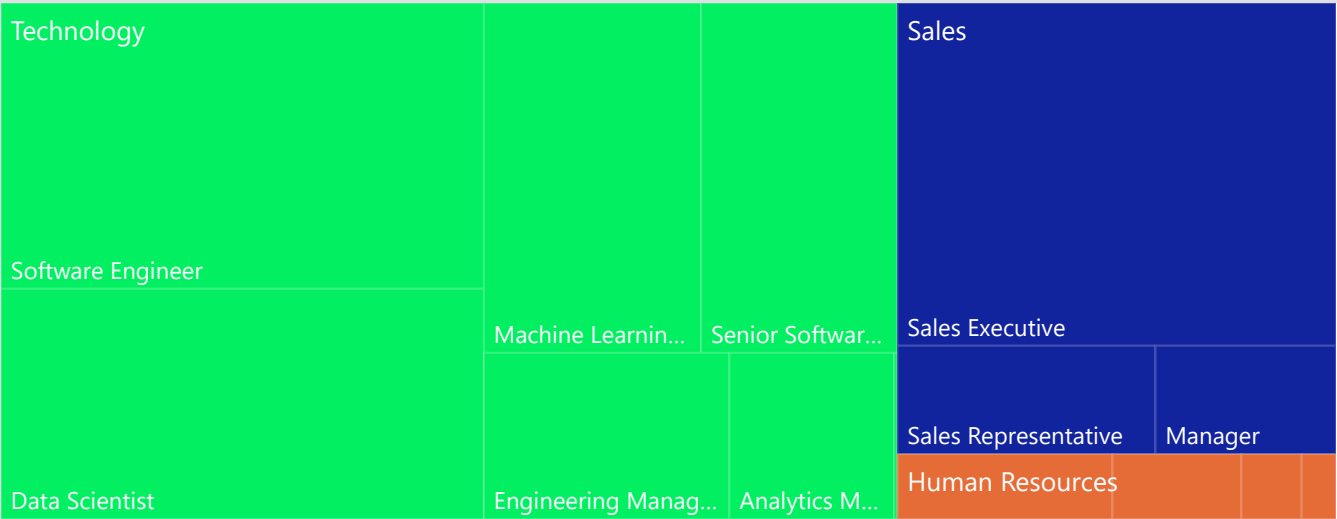 Technology
Software Engineer
Data Scientist
Machine Learnin...
Senior Softwar...
Engineering Manag...
Analytics M...
Sales
Sales Executive
Sales Representative
Manager
Human Resources